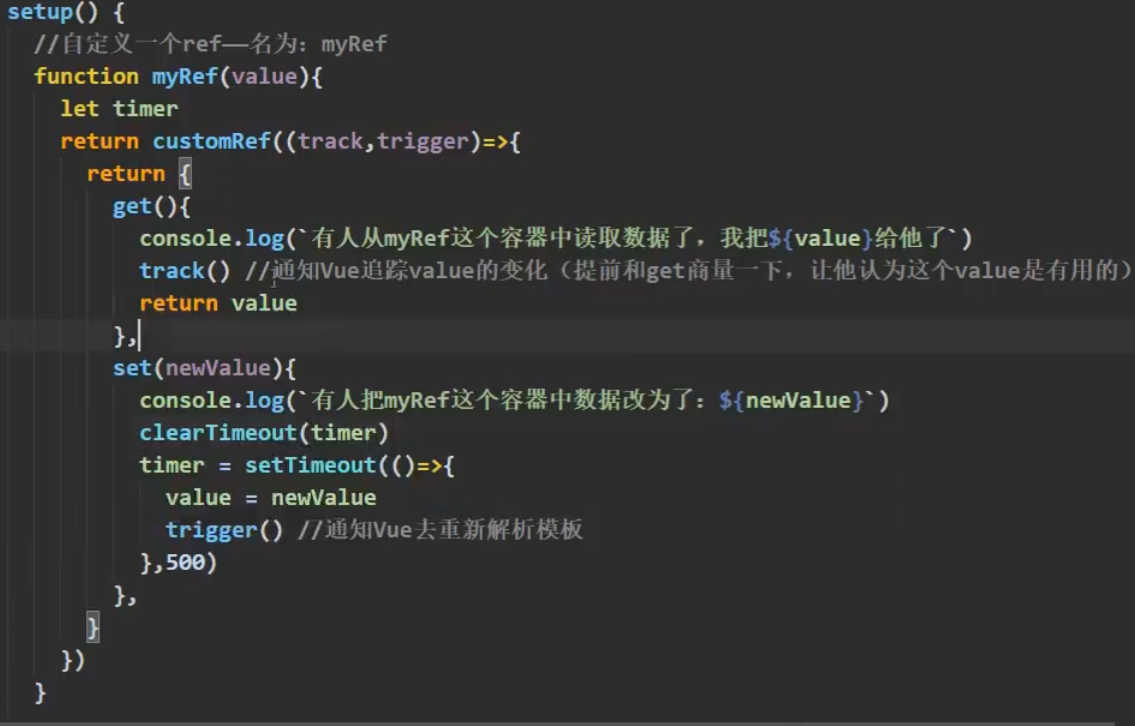 setup() {
//自定义一个ref——名为：myRef
function myRef(value){
let timer
return customRef((track,trigger)=>{
return {
get(){
console.log(`有人从myRef这个容器中读取数据了，我把${value}给他了`)
track() //通知Vue追踪value的变化（提前和get商量一下，让他认为这个value是有用的）
return value
},
set(newValue){
console.log(`有人把myRef这个容器中数据改为了：${newValue}`)
clearTimeout(timer)
timer = setTimeout(()=>{
value = newValue
trigger() //通知Vue去重新解析模板
},500)
},
}
})
}